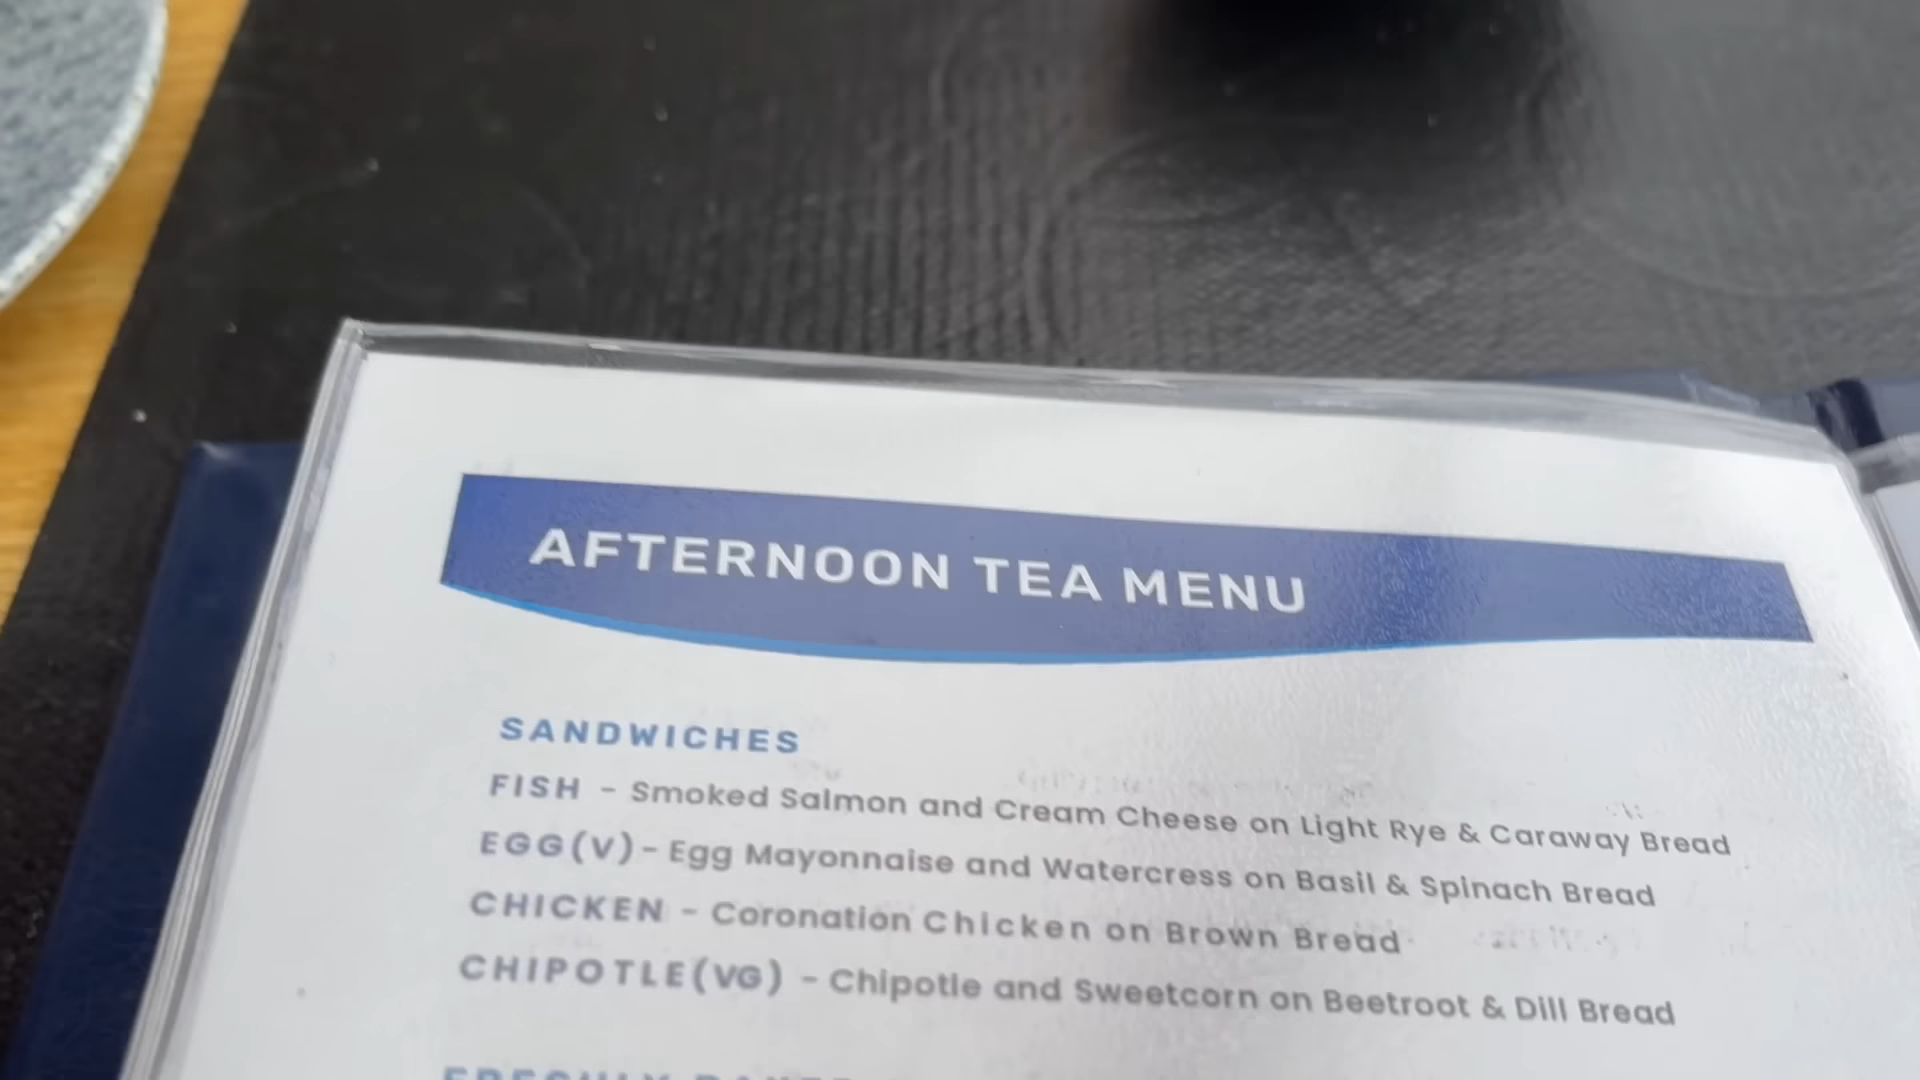 AFTERNOON TEA MENU
SANDWICHES
FISH - Smoked Salmon and Cream Cheese on Light Rye & Caraway Bread
EGG(V) - Egg Mayonnaise and Watercress on Basil & Spinach Bread
CHICKEN - Coronation Chicken on Brown Bread
CHIPOTLE(VG) - Chipotle and Sweetcorn on Beetroot & Dill Bread